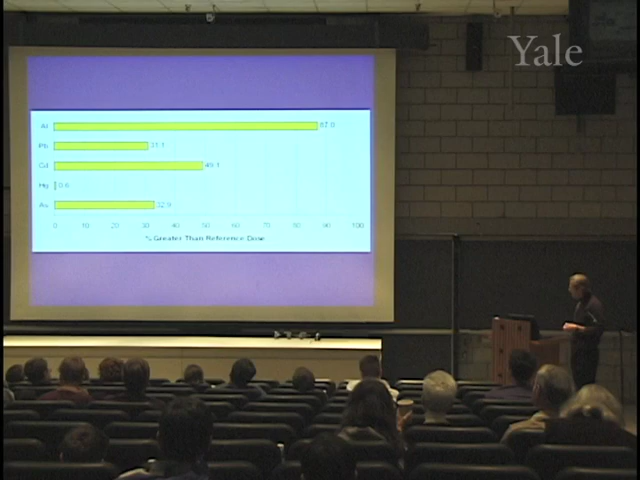 Yale
Al 87.0
Pb 31.1
Cd 49.1
Hg 0.6
As 32.9
0 10 20 30 40 50 60 70 80 90 100
% Greater Than Reference Dose